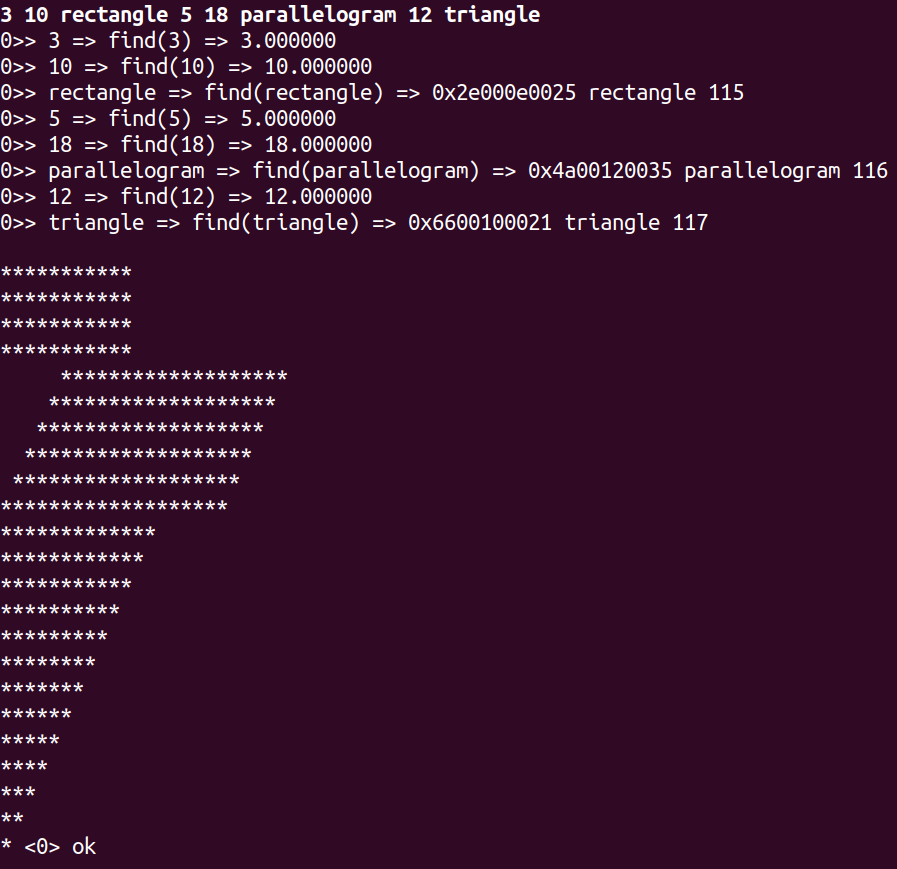 3 10 rectangle 5 18 parallelogram 12 triangle
0>> 3 => find(3) => 3.000000
0>> 10 => find(10) => 10.000000
0>> rectangle => find(rectangle) => 0x2e000e0025 rectangle 115
0>> 5 => find(5) => 5.000000
0>> 18 => find(18) => 18.000000
0>> parallelogram => find(parallelogram) => 0x4a00120035 parallelogram 116
0>> 12 => find(12) => 12.000000
0>> triangle => find(triangle) => 0x6600100021 triangle 117

***********
***********
***********
***********
     *******************
    *******************
   *******************
  *******************
 *******************
*******************
*************
************
***********
**********
*********
********
*******
******
*****
****
***
**
* <0> ok